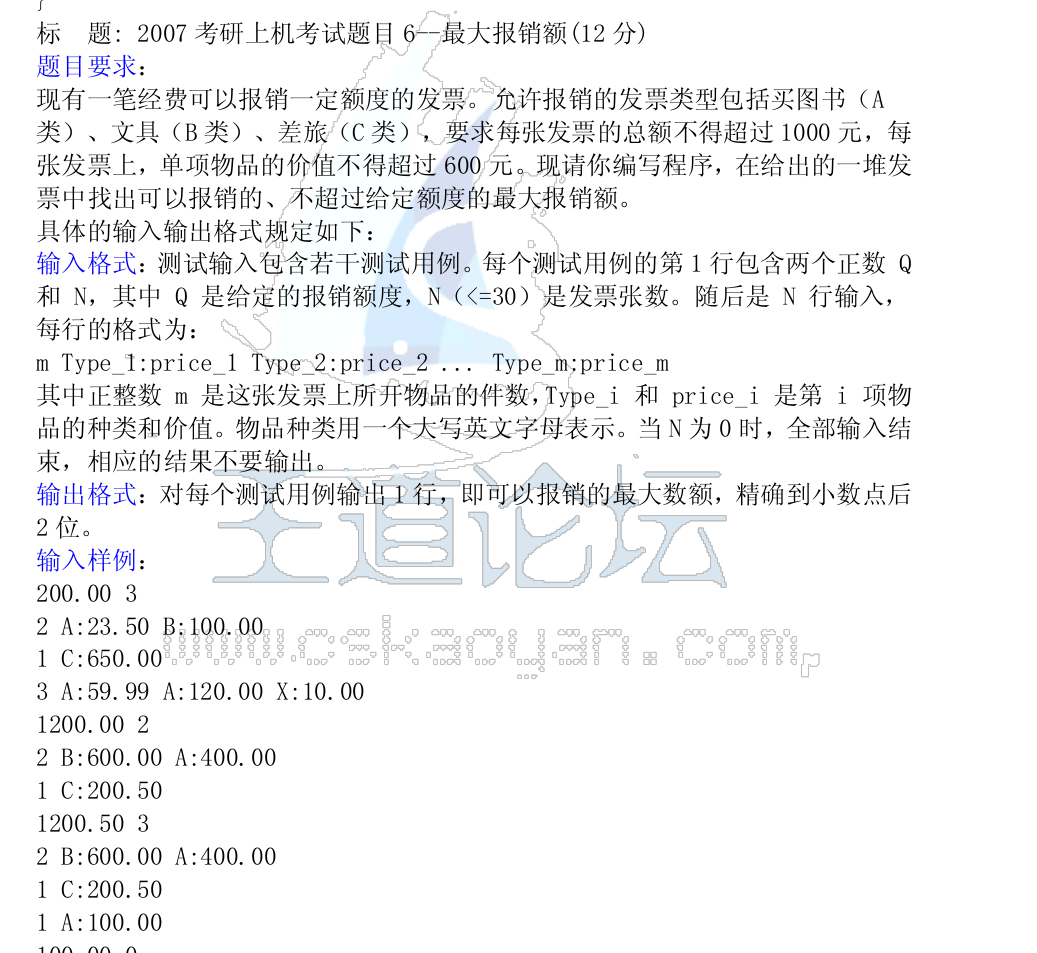 }
标　题: 2007 考研上机考试题目 6--最大报销额(12 分)
题目要求：
现有一笔经费可以报销一定额度的发票。允许报销的发票类型包括买图书（A
类）、文具（B 类）、差旅（C 类），要求每张发票的总额不得超过 1000 元，每
张发票上，单项物品的价值不得超过 600 元。现请你编写程序，在给出的一堆发
票中找出可以报销的、不超过给定额度的最大报销额。
具体的输入输出格式规定如下：
输入格式：测试输入包含若干测试用例。每个测试用例的第 1 行包含两个正数 Q
和 N，其中 Q 是给定的报销额度，N（<=30）是发票张数。随后是 N 行输入，
每行的格式为：
m Type_1:price_1 Type_2:price_2 ... Type_m:price_m
其中正整数 m 是这张发票上所开物品的件数，Type_i 和 price_i 是第 i 项物
品的种类和价值。物品种类用一个大写英文字母表示。当 N 为 0 时，全部输入结
束，相应的结果不要输出。
输出格式：对每个测试用例输出 1 行，即可以报销的最大数额，精确到小数点后
2 位。
王道论坛
输入样例：
200.00 3
2 A:23.50 B:100.00
www.cskaoyan.com
1 C:650.00
3 A:59.99 A:120.00 X:10.00
1200.00 2
2 B:600.00 A:400.00
1 C:200.50
1200.50 3
2 B:600.00 A:400.00
1 C:200.50
1 A:100.00
100.00 0